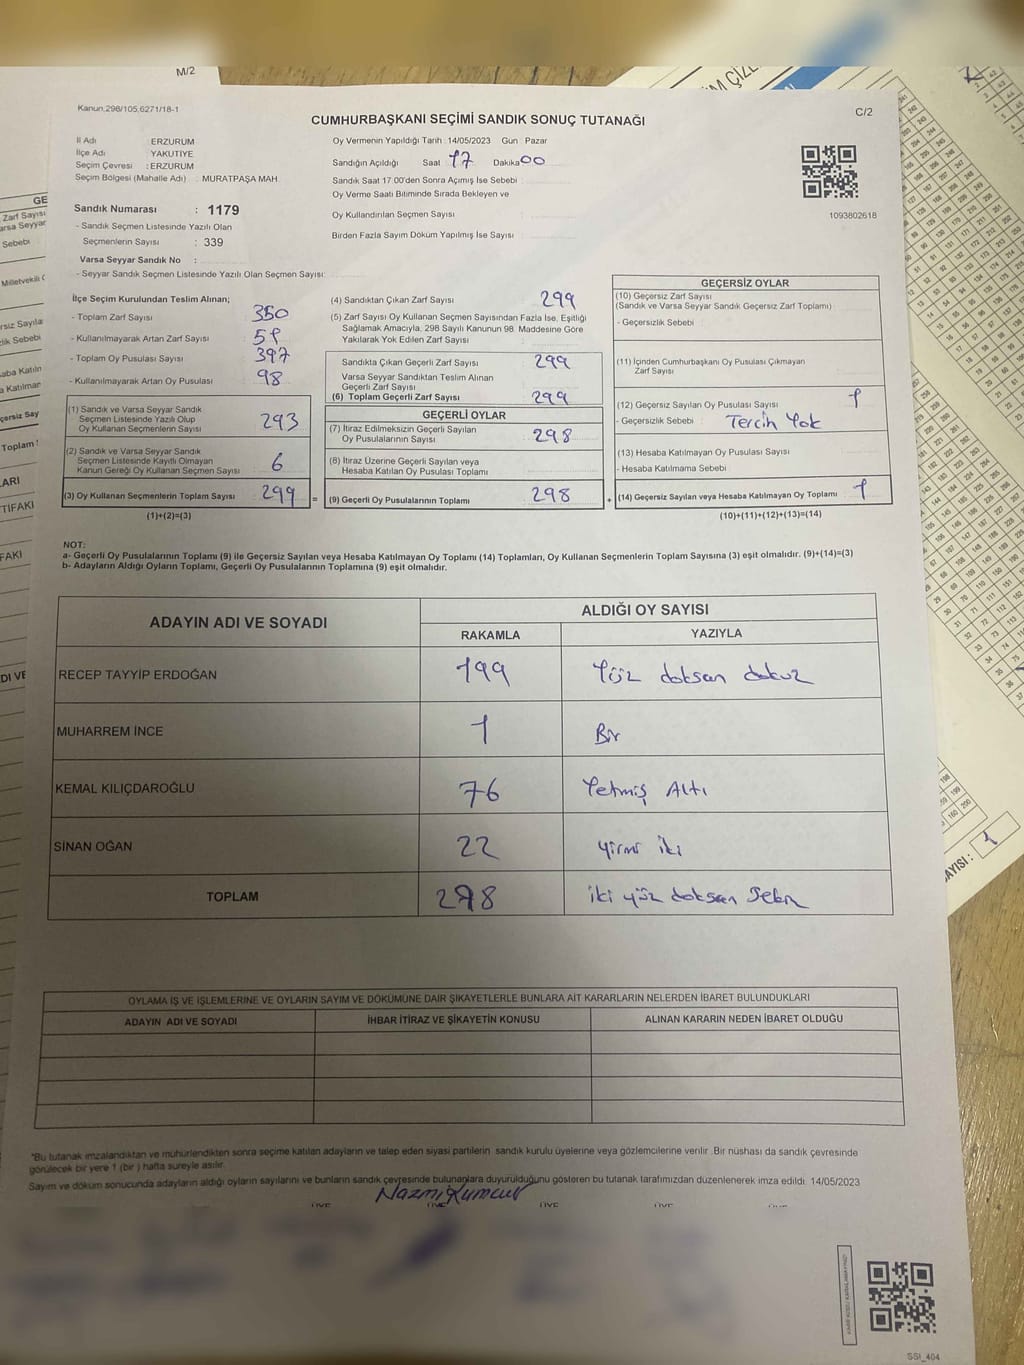 M/2
Kanun,298/105,6271/18-1
CUMHURBAŞKANI SEÇİMİ SANDIK SONUÇ TUTANAĞI
C/2
İl Adı : ERZURUM
İlçe Adı : YAKUTİYE
Seçim Çevresi : ERZURUM
Seçim Bölgesi (Mahalle Adı) : MURATPAŞA MAH.
Oy Vermenin Yapıldığı Tarih : 14/05/2023 Gün Pazar
Sandığın Açıldığı Saat 17 Dakika 00
Sandık Saat 17.00'den Sonra Açımış İse Sebebi :
Oy Verme Saati Bitiminde Sırada Bekleyen ve
Oy Kullandırılan Seçmen Sayısı :
Birden Fazla Sayım Döküm Yapılmış İse Sayısı :
1093802618
Sandık Numarası : 1179
- Sandık Seçmen Listesinde Yazılı Olan
Seçmenlerin Sayısı : 339
Varsa Seyyar Sandık No :
- Seyyar Sandık Seçmen Listesinde Yazılı Olan Seçmen Sayısı:
İlçe Seçim Kurulundan Teslim Alınan;
- Toplam Zarf Sayısı 350
- Kullanılmayarak Artan Zarf Sayısı 51
- Toplam Oy Pusulası Sayısı 397
- Kullanılmayarak Artan Oy Pusulası 98
(1) Sandık ve Varsa Seyyar Sandık
Seçmen Listesinde Yazılı Olup
Oy Kullanan Seçmenlerin Sayısı 293
(2) Sandık ve Varsa Seyyar Sandık
Seçmen Listesinde Kayıtlı Olmayan
Kanun Gereği Oy Kullanan Seçmen Sayısı 6
(3) Oy Kullanan Seçmenlerin Toplam Sayısı 299 =
(1)+(2)=(3)
(4) Sandıktan Çıkan Zarf Sayısı 299
(5) Zarf Sayısı Oy Kullanan Seçmen Sayısından Fazla İse, Eşitliği
Sağlamak Amacıyla, 298 Sayılı Kanunun 98. Maddesine Göre
Yakılarak Yok Edilen Zarf Sayısı
Sandıkta Çıkan Geçerli Zarf Sayısı 299
Varsa Seyyar Sandıktan Teslim Alınan
Geçerli Zarf Sayısı
(6) Toplam Geçerli Zarf Sayısı 299
GEÇERLİ OYLAR
(7) İtiraz Edilmeksizin Geçerli Sayılan
Oy Pusulalarının Sayısı 298
(8) İtiraz Üzerine Geçerli Sayılan veya
Hesaba Katılan Oy Pusulası Toplamı
(9) Geçerli Oy Pusulalarının Toplamı 298 +
GEÇERSİZ OYLAR
(10) Geçersiz Zarf Sayısı
(Sandık ve Varsa Seyyar Sandık Geçersiz Zarf Toplamı)
- Geçersizlik Sebebi
(11) İçinden Cumhurbaşkanı Oy Pusulası Çıkmayan
Zarf Sayısı
(12) Geçersiz Sayılan Oy Pusulası Sayısı 1
- Geçersizlik Sebebi : Tercih Yok
(13) Hesaba Katılmayan Oy Pusulası Sayısı
- Hesaba Katılmama Sebebi
(14) Geçersiz Sayılan veya Hesaba Katılmayan Oy Toplamı 1
(10)+(11)+(12)+(13)=(14)
NOT:
a- Geçerli Oy Pusulalarının Toplamı (9) ile Geçersiz Sayılan veya Hesaba Katılmayan Oy Toplamı (14) Toplamları, Oy Kullanan Seçmenlerin Toplam Sayısına (3) eşit olmalıdır. (9)+(14)=(3)
b- Adayların Aldığı Oyların Toplamı, Geçerli Oy Pusulalarının Toplamına (9) eşit olmalıdır.
ADAYIN ADI VE SOYADI
ALDIĞI OY SAYISI
RAKAMLA YAZIYLA
RECEP TAYYİP ERDOĞAN 199 Yüz doksan dokuz
MUHARREM İNCE 1 Bir
KEMAL KILIÇDAROĞLU 76 Yetmiş Altı
SİNAN OĞAN 22 yirmi iki
TOPLAM 298 iki yüz doksan Sekiz
OYLAMA İŞ VE İŞLEMLERİNE VE OYLARIN SAYIM VE DÖKÜMÜNE DAİR ŞİKAYETLERLE BUNLARA AİT KARARLARIN NELERDEN İBARET BULUNDUKLARI
ADAYIN ADI VE SOYADI İHBAR İTİRAZ VE ŞİKAYETİN KONUSU ALINAN KARARIN NEDEN İBARET OLDUĞU
*Bu tutanak imzalandıktan ve mühürlendikten sonra seçime katılan adayların ve talep eden siyasi partilerin sandık kurulu üyelerine veya gözlemcilerine verilir. Bir nüshası da sandık çevresinde
görülecek bir yere 1 (bir ) hafta süreyle asılır.
Sayım ve döküm sonucunda adayların aldığı oyların sayılarını ve bunların sandık çevresinde bulunanlara duyurulduğunu gösteren bu tutanak tarafımızdan düzenlenerek imza edildi. 14/05/2023
Nazmi Kumcur
SSİ_404